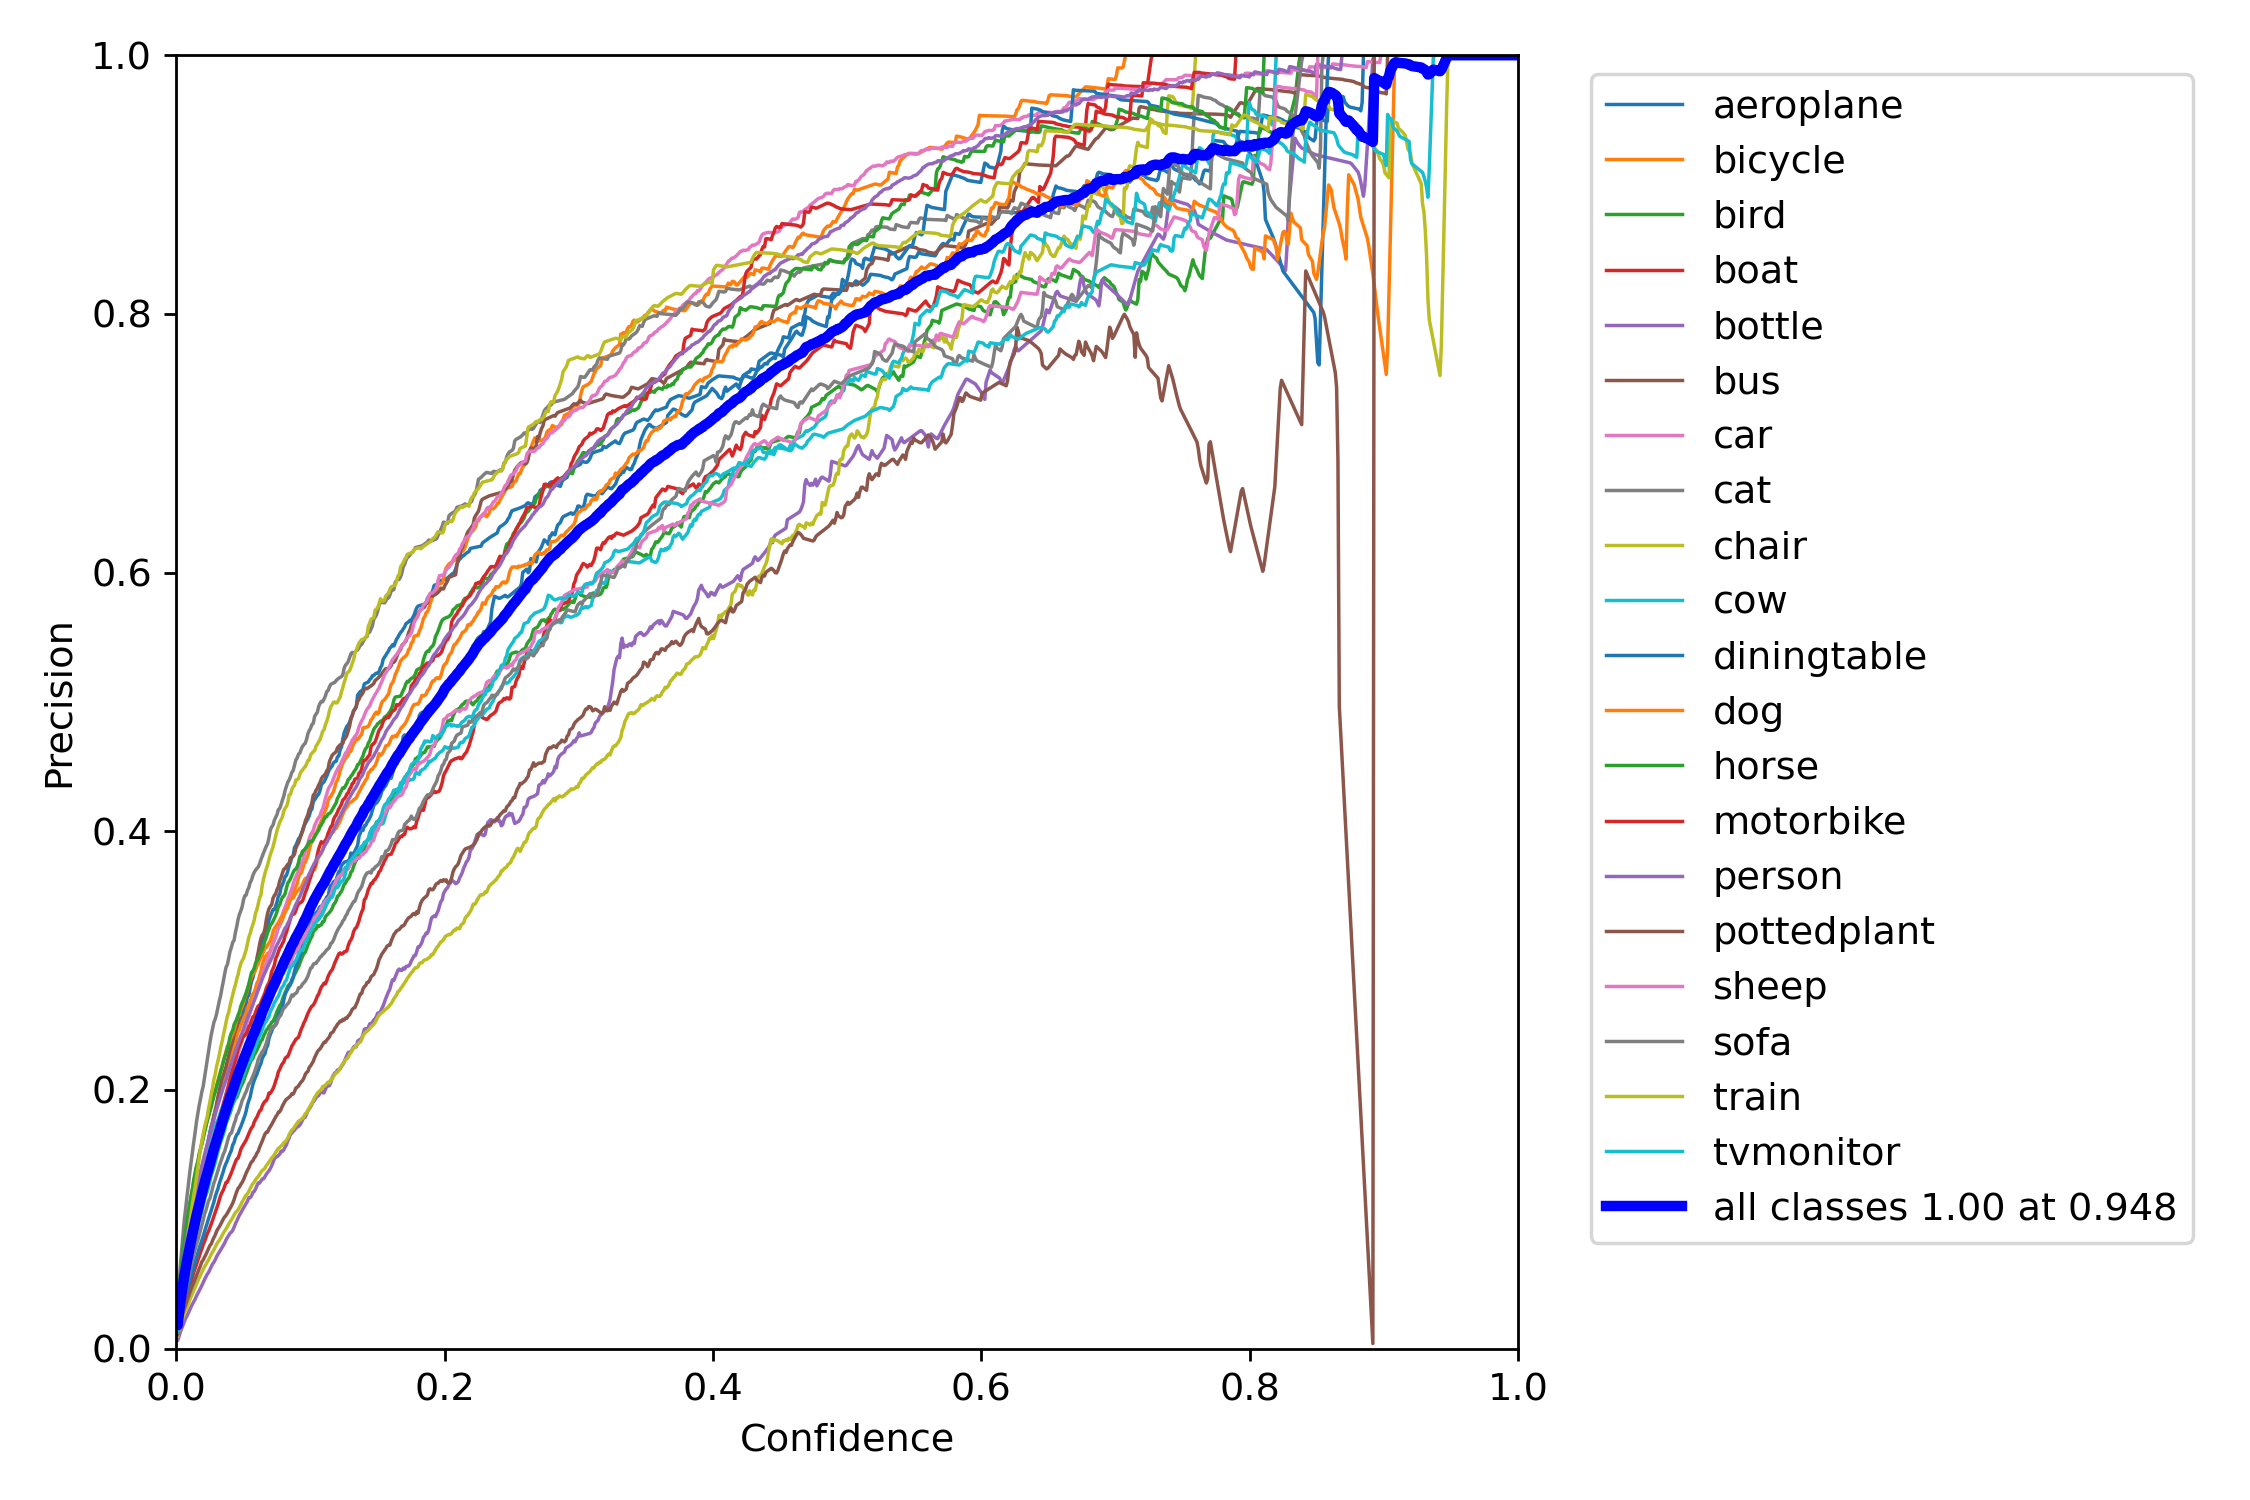 1.0
0.8
0.6
0.4
0.2
0.0
Precision
0.0 0.2 0.4 0.6 0.8 1.0
Confidence
aeroplane
bicycle
bird
boat
bottle
bus
car
cat
chair
cow
diningtable
dog
horse
motorbike
person
pottedplant
sheep
sofa
train
tvmonitor
all classes 1.00 at 0.948